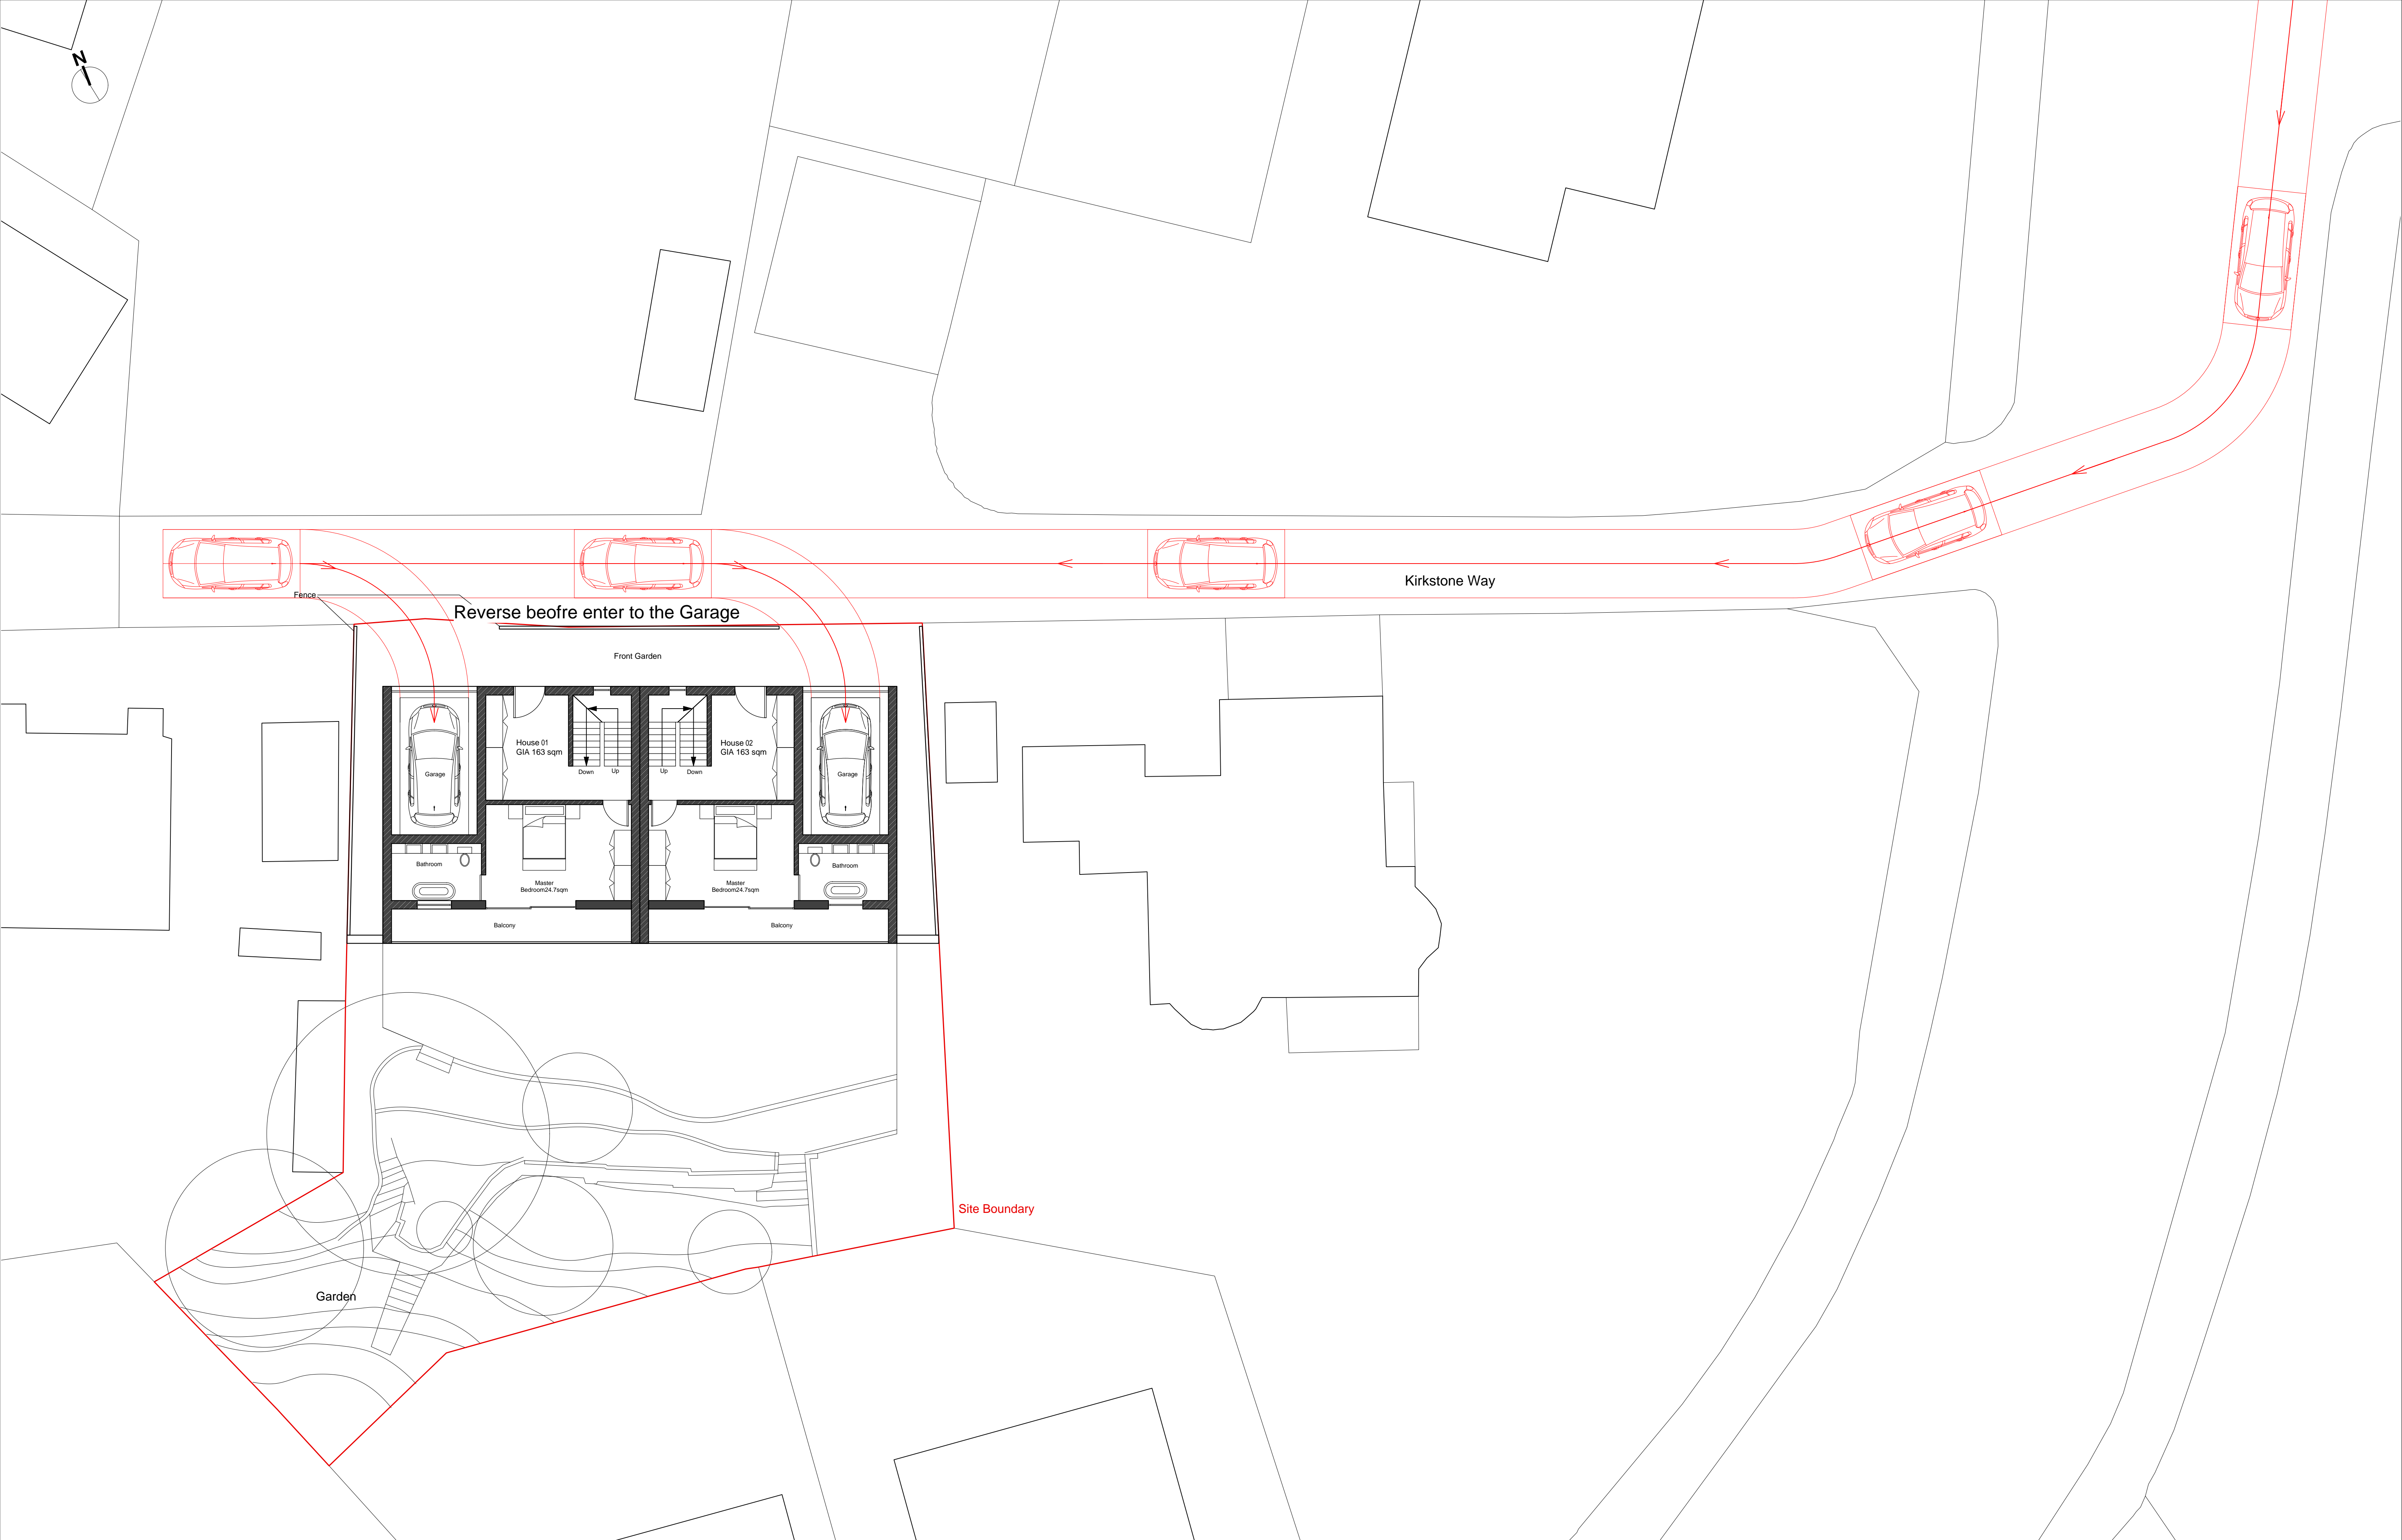 N
Kirkstone Way
Fence
Reverse beofre enter to the Garage
Front Garden
House 01
GIA 163 sqm
House 02
GIA 163 sqm
Down
Up
Up
Down
Garage
Garage
Bathroom
Bathroom
Master
Bedroom24.7sqm
Master
Bedroom24.7sqm
Balcony
Balcony
Site Boundary
Garden